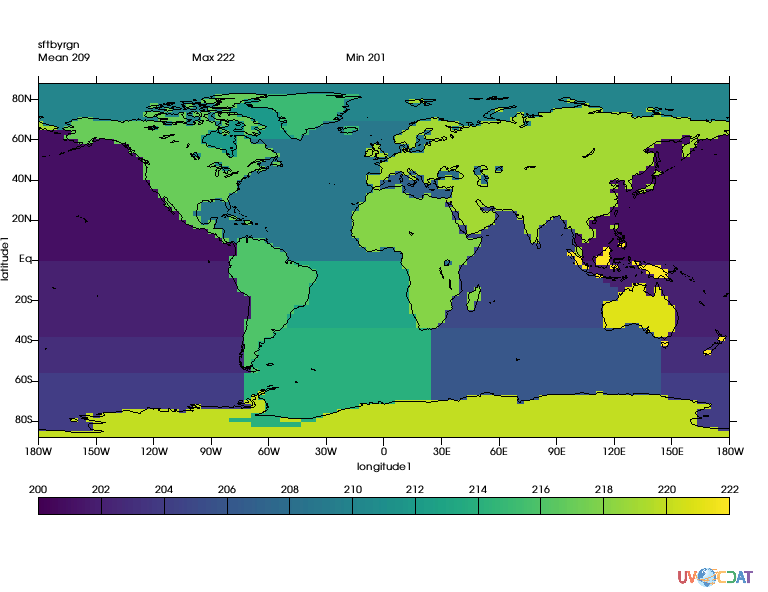 sftbyrgn
Mean 209 Max 222 Min 201
80N
60N
40N
20N
Eq
20S
40S
60S
80S
latitude1
180W 150W 120W 90W 60W 30W 0 30E 60E 90E 120E 150E 180W
longitude1
200 202 204 206 208 210 212 214 216 218 220 222
UV CDAT